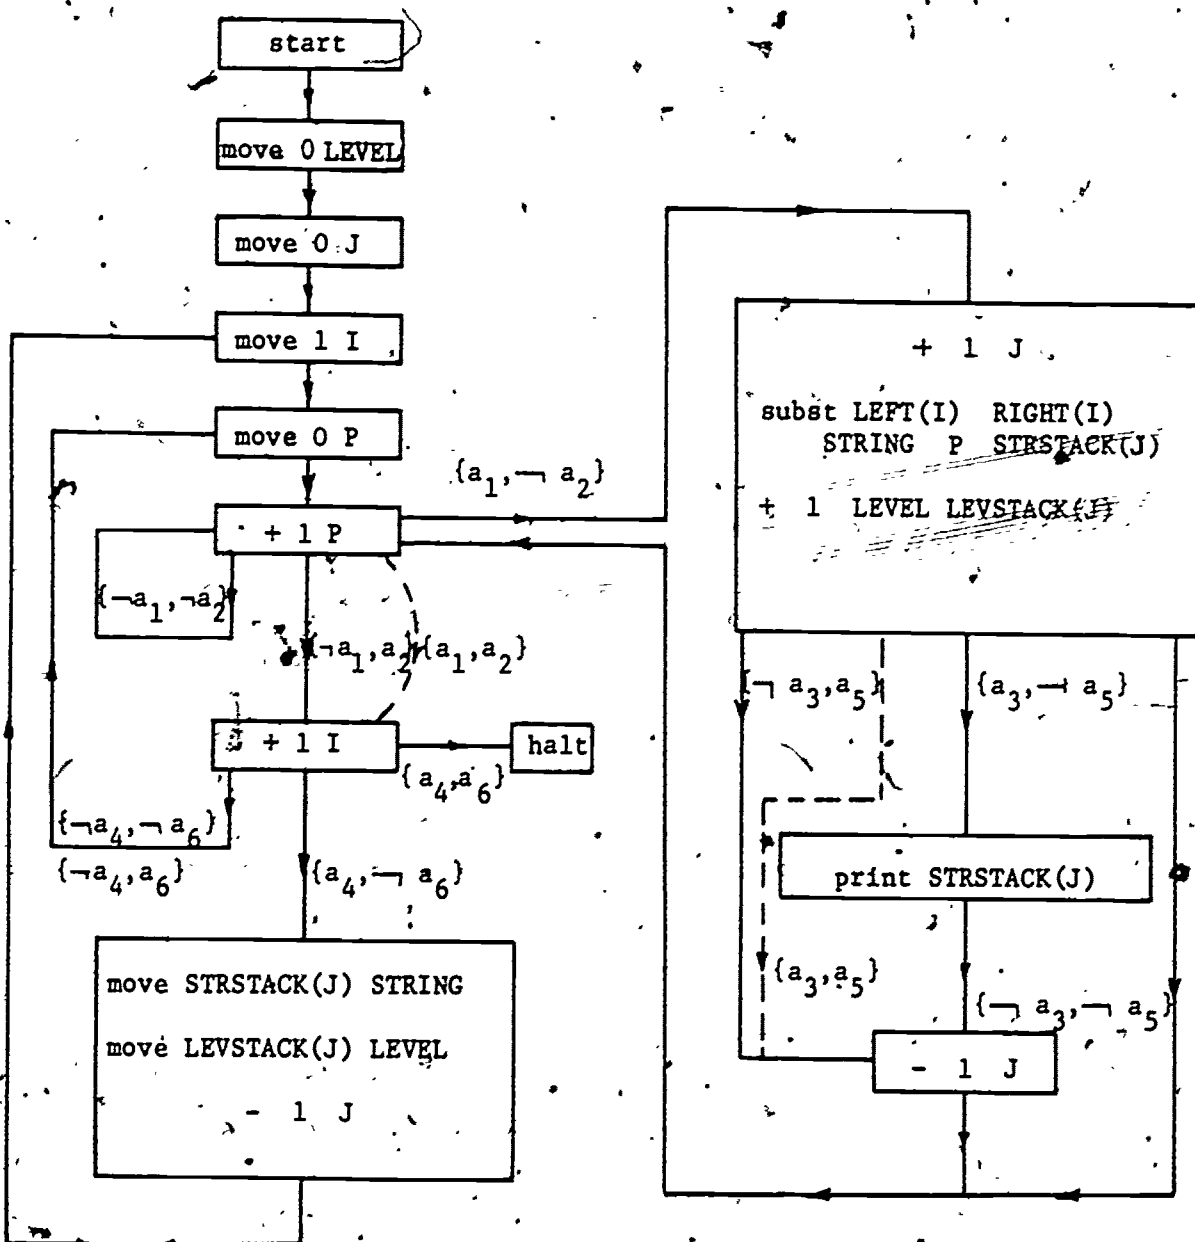 start
move 0 LEVEL
move 0 J
move 1 I
move 0 P
{a₁,¬ a₂}
+ 1 P
{¬a₁,¬a₂}
{¬a₁,a₂}{a₁,a₂}
+ 1 I
halt
{a₄,a₆}
{¬a₄,¬ a₆}
{¬a₄,a₆}
{a₄,¬ a₆}
move STRSTACK(J) STRING
move LEVSTACK(J) LEVEL
- 1 J
+ 1 J
subst LEFT(I) RIGHT(I)
STRING P STRSTACK(J)
+ 1 LEVEL LEVSTACK(J)
{¬ a₃,a₅}
{a₃,¬ a₅}
print STRSTACK(J)
{a₃,a₅}
{¬ a₃,¬ a₅}
- 1 J